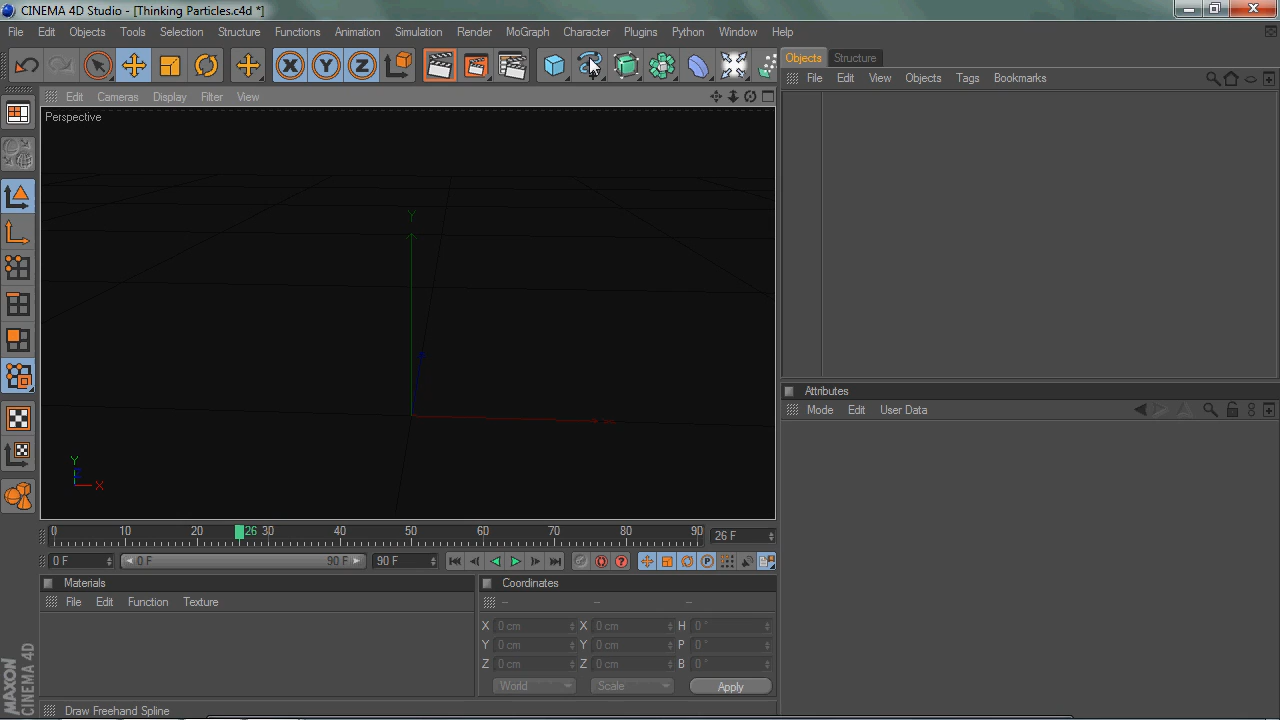 CINEMA 4D Studio - [Thinking Particles.c4d *]
File Edit Objects Tools Selection Structure Functions Animation Simulation Render MoGraph Character Plugins Python Window Help
Objects Structure
File Edit View Objects Tags Bookmarks
Edit Cameras Display Filter View
Perspective
Y
Y
X
Attributes
Mode Edit User Data
0 10 20 26 30 40 50 60 70 80 90 26 F
0 F 0 F 90 F 90 F
Materials
File Edit Function Texture
Coordinates
-- -- --
X 0 cm X 0 cm H 0 °
Y 0 cm Y 0 cm P 0 °
Z 0 cm Z 0 cm B 0 °
World Scale Apply
MAXON
CINEMA 4D
Draw Freehand Spline